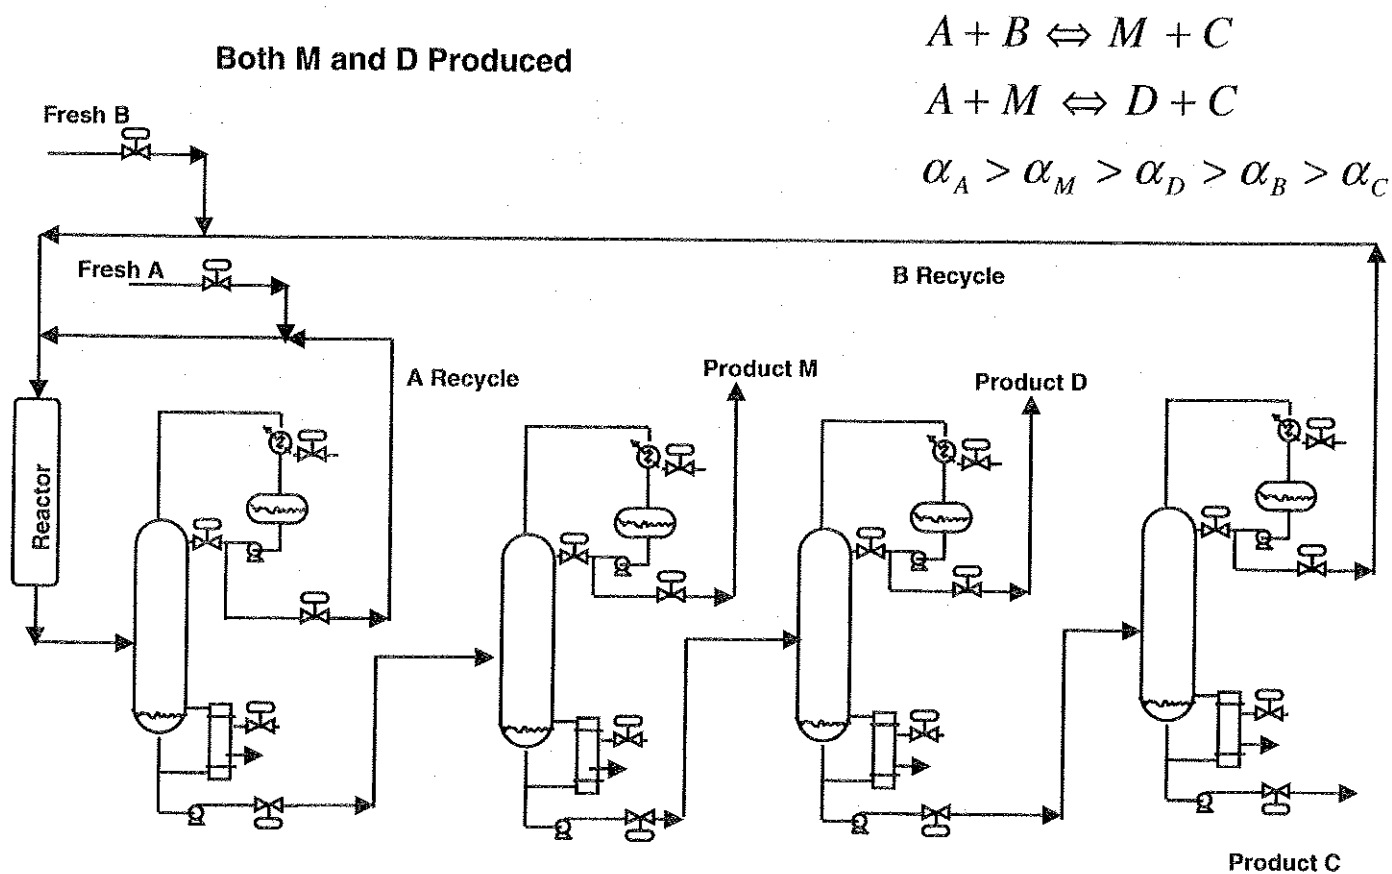 Both M and D Produced
A + B ⇔ M + C
A + M ⇔ D + C
α_A > α_M > α_D > α_B > α_C
Fresh B
Fresh A
B Recycle
A Recycle
Product M
Product D
Reactor
Product C